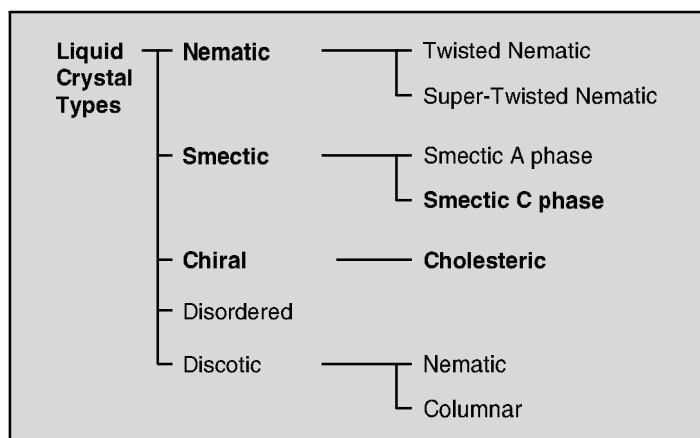 Liquid
Crystal
Types
Nematic
Twisted Nematic
Super-Twisted Nematic
Smectic
Smectic A phase
Smectic C phase
Chiral
Cholesteric
Disordered
Discotic
Nematic
Columnar